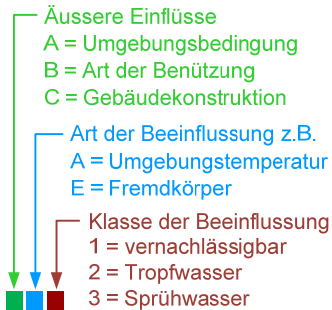 Äussere Einflüsse
A = Umgebungsbedingung
B = Art der Benützung
C = Gebäudekonstruktion
Art der Beeinflussung z.B.
A = Umgebungstemperatur
E = Fremdkörper
Klasse der Beeinflussung
1 = vernachlässigbar
2 = Tropfwasser
3 = Sprühwasser